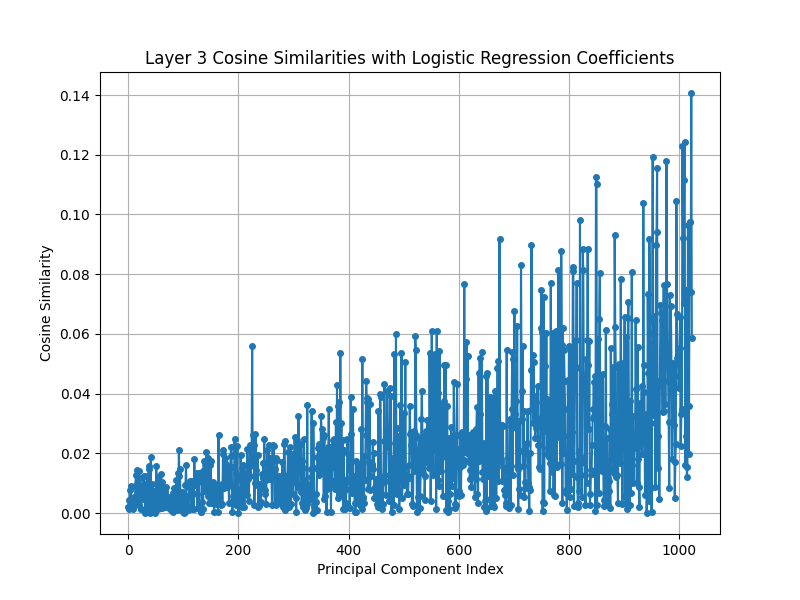 Layer 3 Cosine Similarities with Logistic Regression Coefficients
0.14
0.12
0.10
0.08
0.06
0.04
0.02
0.00
Cosine Similarity
0 200 400 600 800 1000
Principal Component Index